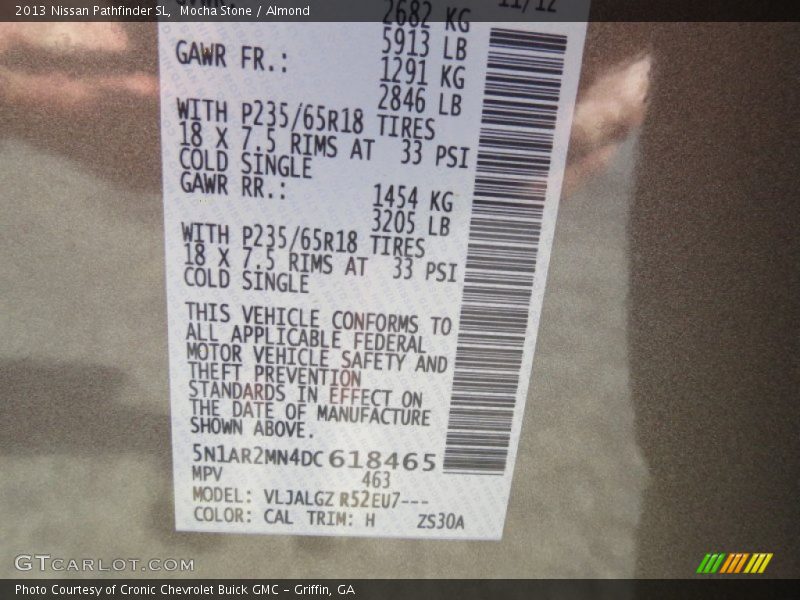 2013 Nissan Pathfinder SL, Mocha Stone / Almond
11/12
2682 KG
5913 LB
GAWR FR.: 1291 KG
2846 LB
WITH P235/65R18 TIRES
18 X 7.5 RIMS AT 33 PSI
COLD SINGLE
GAWR RR.: 1454 KG
3205 LB
WITH P235/65R18 TIRES
18 X 7.5 RIMS AT 33 PSI
COLD SINGLE
THIS VEHICLE CONFORMS TO
ALL APPLICABLE FEDERAL
MOTOR VEHICLE SAFETY AND
THEFT PREVENTION
STANDARDS IN EFFECT ON
THE DATE OF MANUFACTURE
SHOWN ABOVE.
5N1AR2MN4DC618465
MPV 463
MODEL: VLJALGZ R52EU7---
COLOR: CAL TRIM: H ZS30A
GTCARLOT.COM
Photo Courtesy of Cronic Chevrolet Buick GMC – Griffin, GA